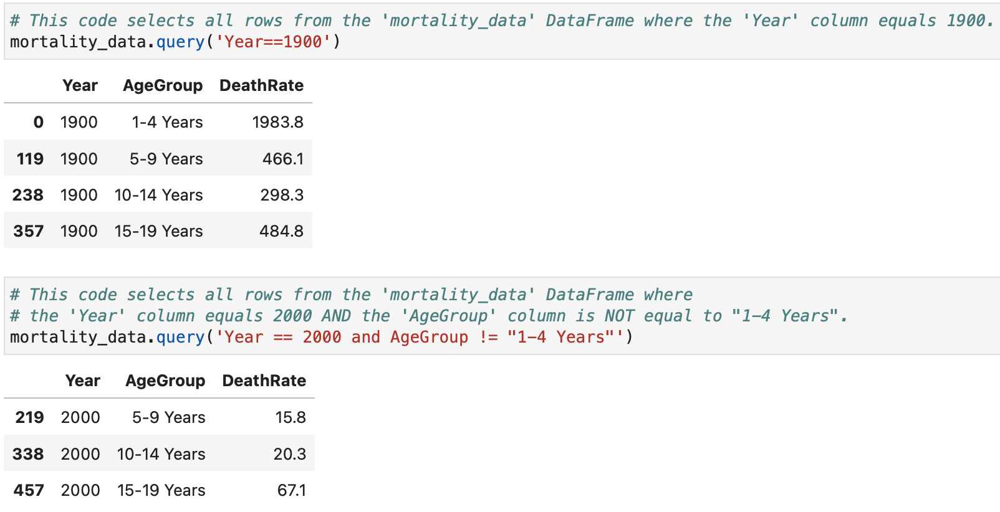 # This code selects all rows from the 'mortality_data' DataFrame where the 'Year' column equals 1900.
mortality_data.query('Year==1900')
Year AgeGroup DeathRate
0 1900 1-4 Years 1983.8
119 1900 5-9 Years 466.1
238 1900 10-14 Years 298.3
357 1900 15-19 Years 484.8
# This code selects all rows from the 'mortality_data' DataFrame where
# the 'Year' column equals 2000 AND the 'AgeGroup' column is NOT equal to "1–4 Years".
mortality_data.query('Year == 2000 and AgeGroup != "1–4 Years"')
Year AgeGroup DeathRate
219 2000 5-9 Years 15.8
338 2000 10-14 Years 20.3
457 2000 15-19 Years 67.1